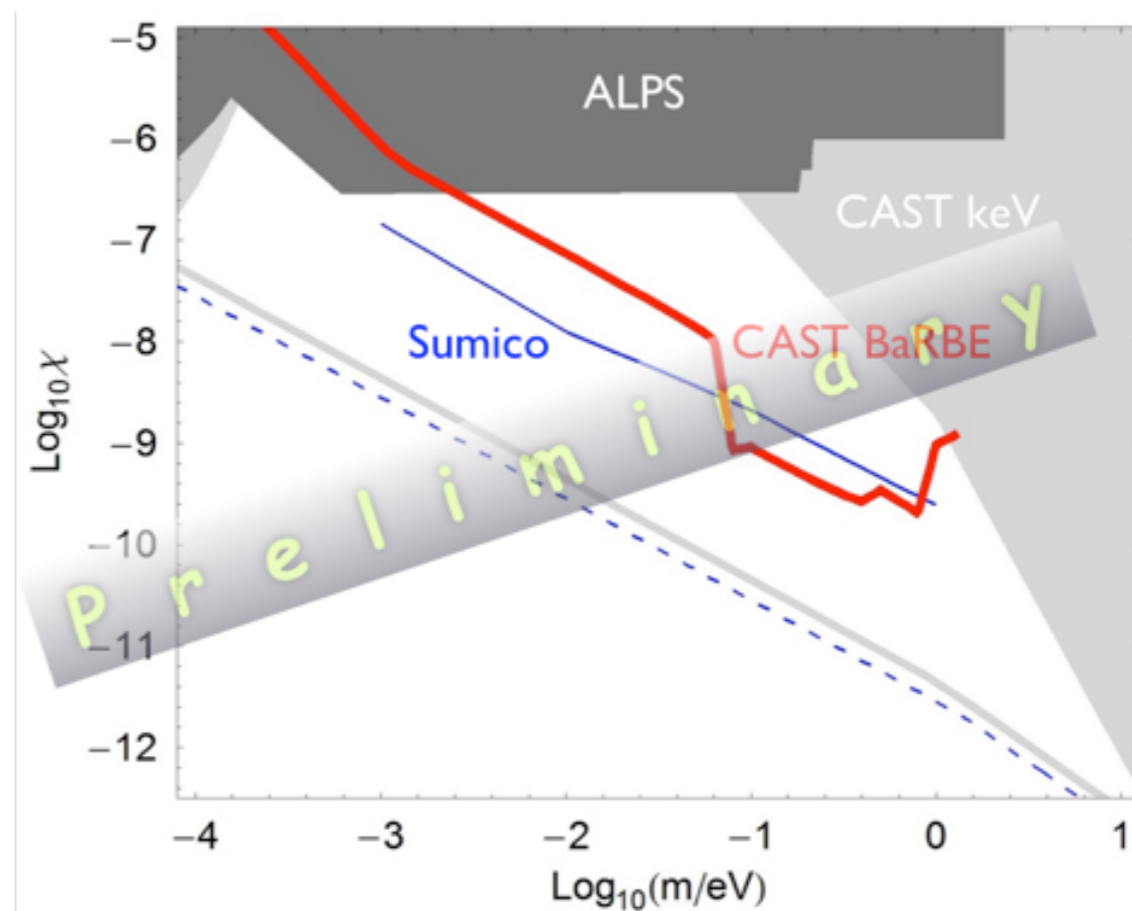 −5
−6
−7
−8
−9
−10
−11
−12
Log₁₀χ
ALPS
CAST keV
Sumico
CAST BaRBE
Preliminary
−4
−3
−2
−1
0
1
Log₁₀(m/eV)